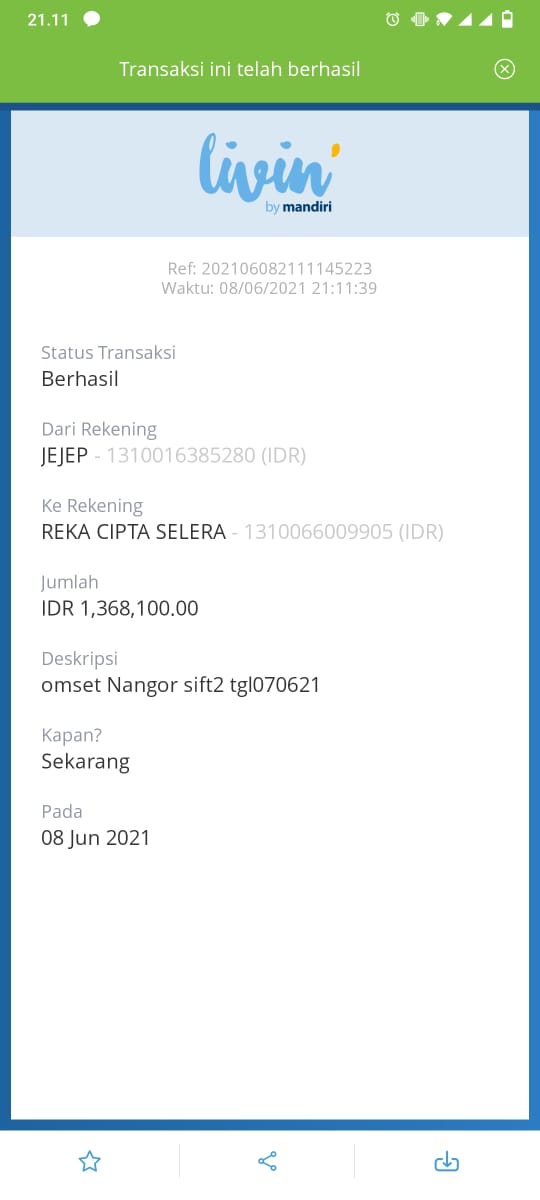 21.11
Transaksi ini telah berhasil
livin'
by mandiri
Ref: 202106082111145223
Waktu: 08/06/2021 21:11:39
Status Transaksi
Berhasil
Dari Rekening
JEJEP - 1310016385280 (IDR)
Ke Rekening
REKA CIPTA SELERA - 1310066009905 (IDR)
Jumlah
IDR 1,368,100.00
Deskripsi
omset Nangor sift2 tgl070621
Kapan?
Sekarang
Pada
08 Jun 2021